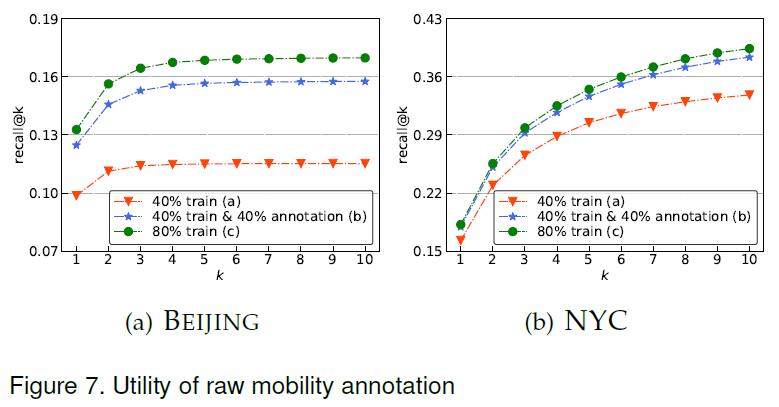 0.19
0.16
0.13
0.10
0.07
recall@k
40% train (a)
40% train & 40% annotation (b)
80% train (c)
1 2 3 4 5 6 7 8 9 10
k
(a) BEIJING
0.43
0.36
0.29
0.22
0.15
recall@k
40% train (a)
40% train & 40% annotation (b)
80% train (c)
1 2 3 4 5 6 7 8 9 10
k
(b) NYC
Figure 7. Utility of raw mobility annotation